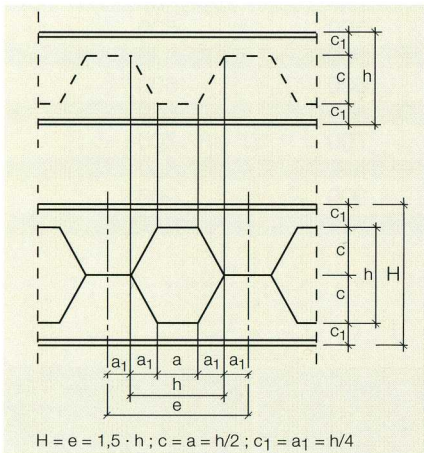 c1
c
h
c1
c1
c
h
H
c
c1
a1 a1 a a1 a1
h
e
H = e = 1,5 · h ; c = a = h/2 ; c1 = a1 = h/4